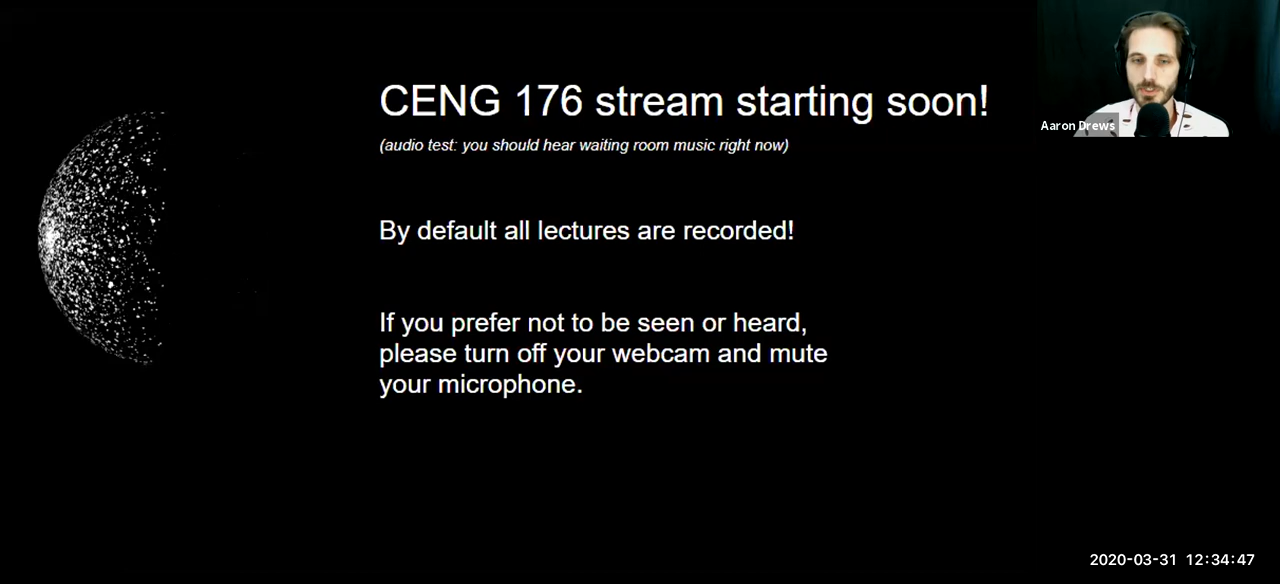 CENG 176 stream starting soon!
(audio test: you should hear waiting room music right now)
Aaron Drews
By default all lectures are recorded!
If you prefer not to be seen or heard,
please turn off your webcam and mute
your microphone.
2020-03-31 12:34:47